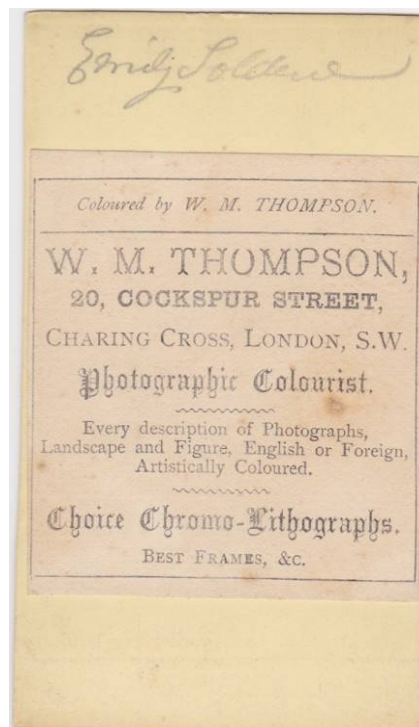 Emily Soldene
Coloured by W. M. THOMPSON.
W. M. THOMPSON,
20, COCKSPUR STREET,
CHARING CROSS, LONDON, S.W.
Photographic Colourist.
Every description of Photographs,
Landscape and Figure, English or Foreign,
Artistically Coloured.
Choice Chromo-Lithographs.
BEST FRAMES, &C.